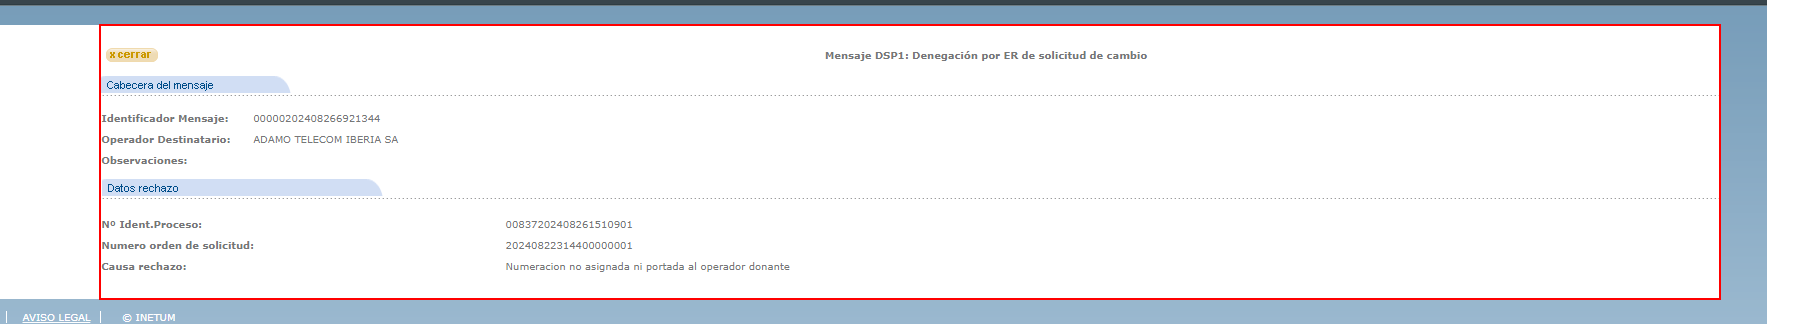 x cerrar
Mensaje DSP1: Denegación por ER de solicitud de cambio
Cabecera del mensaje
Identificador Mensaje: 00000202408266921344
Operador Destinatario: ADAMO TELECOM IBERIA SA
Observaciones:
Datos rechazo
Nº Ident.Proceso: 00837202408261510901
Numero orden de solicitud: 20240822314400000001
Causa rechazo: Numeracion no asignada ni portada al operador donante
AVISO LEGAL | © INETUM